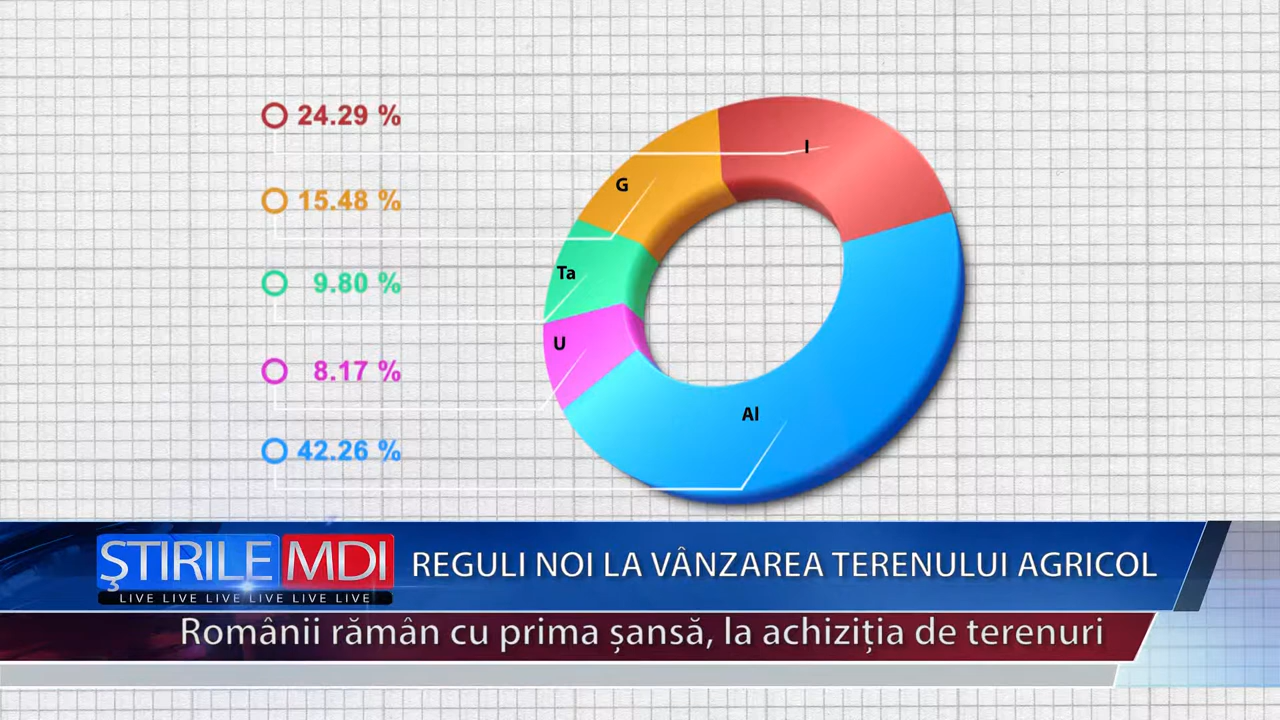 24.29 %
15.48 %
9.80 %
8.17 %
42.26 %
I
G
Ta
U
Al
ŞTIRILE MDI
LIVE LIVE LIVE LIVE LIVE LIVE
REGULI NOI LA VÂNZAREA TERENULUI AGRICOL
Românii rămân cu prima șansă, la achiziția de terenuri